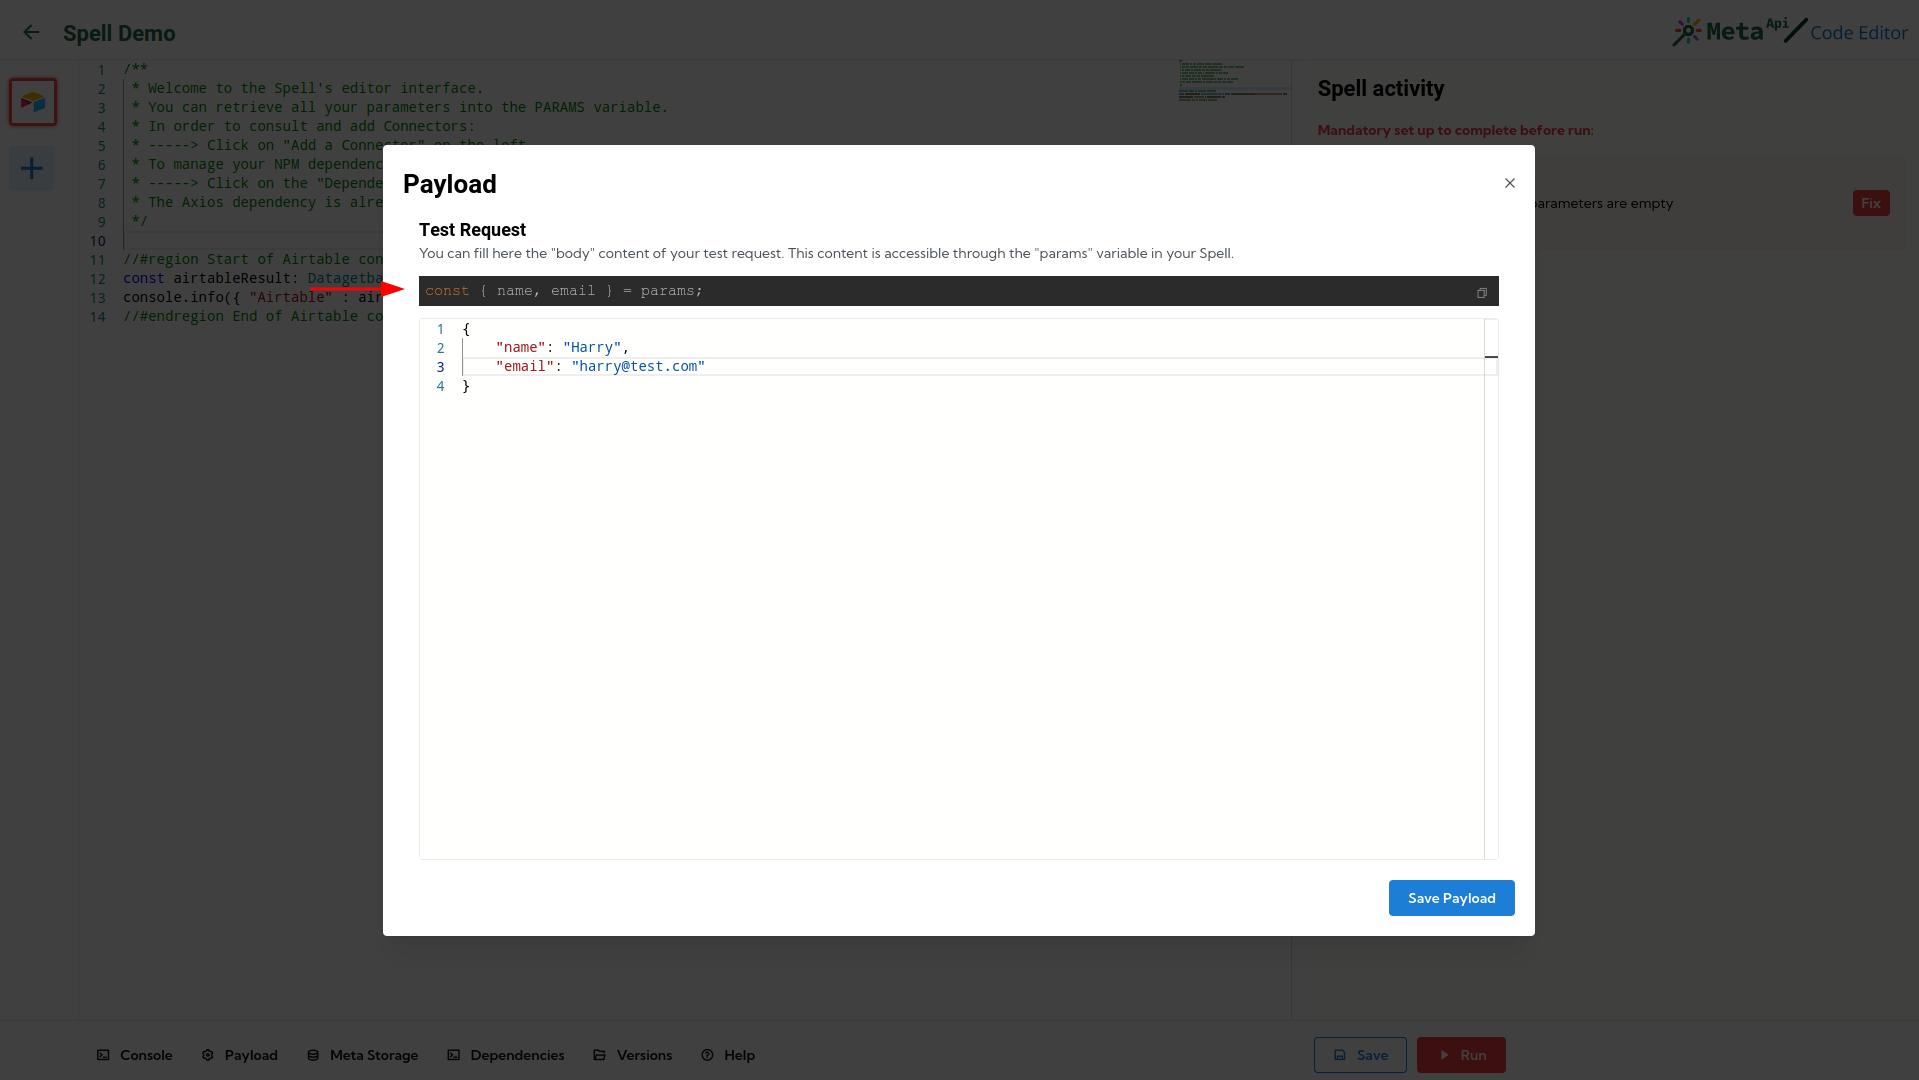 Spell Demo
Meta Api Code Editor
1 /**
2 * Welcome to the Spell's editor interface.
3 * You can retrieve all your parameters into the PARAMS variable.
4 * In order to consult and add Connectors:
5 * -----> Click on "Add a Connector" on the left
6 * To manage your NPM dependenc
7 * -----> Click on the "Depende
8 * The Axios dependency is alre
9 */
10
11 //#region Start of Airtable con
12 const airtableResult: Datagetba
13 console.info({ "Airtable" : air
14 //#endregion End of Airtable co
Spell activity
Mandatory set up to complete before run:
parameters are empty
Fix
Payload
Test Request
You can fill here the "body" content of your test request. This content is accessible through the "params" variable in your Spell.
const { name, email } = params;
1 {
2 "name": "Harry",
3 "email": "harry@test.com"
4 }
Save Payload
Console Payload Meta Storage Dependencies Versions Help
Save Run